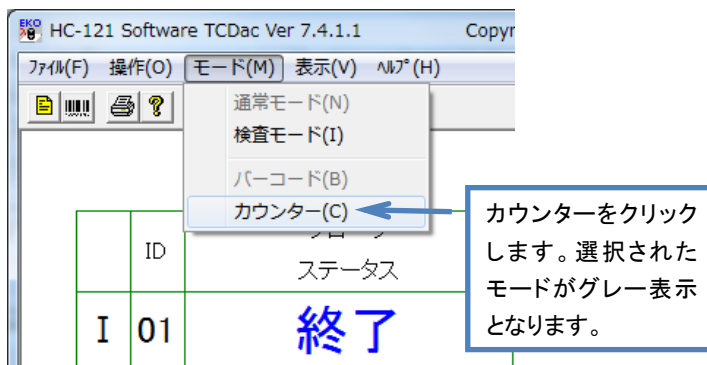 EKO HC-121 Software TCDac Ver 7.4.1.1 Copyr
ﾌｧｲﾙ(F) 操作(O) モード(M) 表示(V) ﾍﾙﾌﾟ(H)
通常モード(N)
検査モード(I)
バーコード(B)
カウンター(C)
カウンターをクリック
します。選択された
モードがグレー表示
となります。
ID
ステータス
I 01 終了